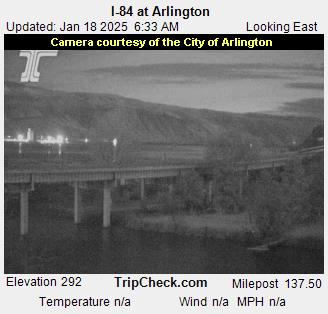 I-84 at Arlington
Updated: Jan 18 2025 6:33 AM Looking East
Camera courtesy of the City of Arlington
Elevation 292 TripCheck.com Milepost 137.50
Temperature n/a Wind n/a MPH n/a